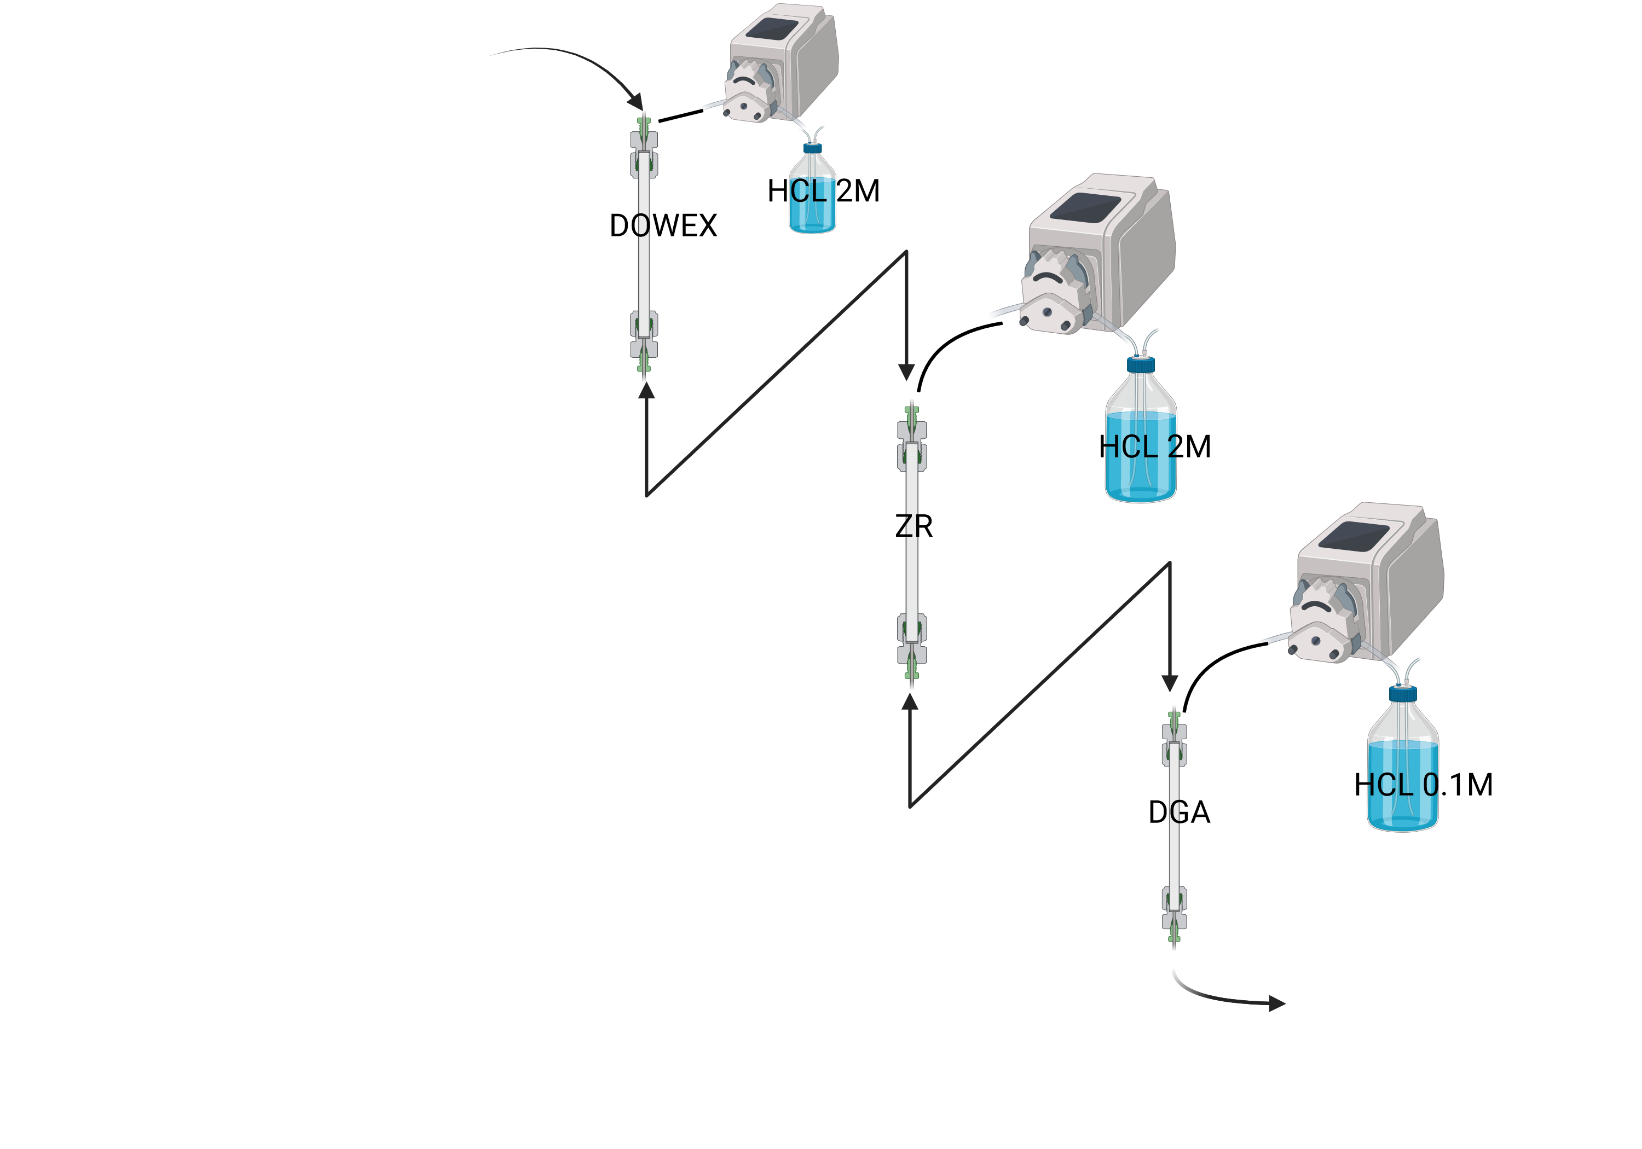 HCL 2M
DOWEX
HCL 2M
ZR
HCL 0.1M
DGA